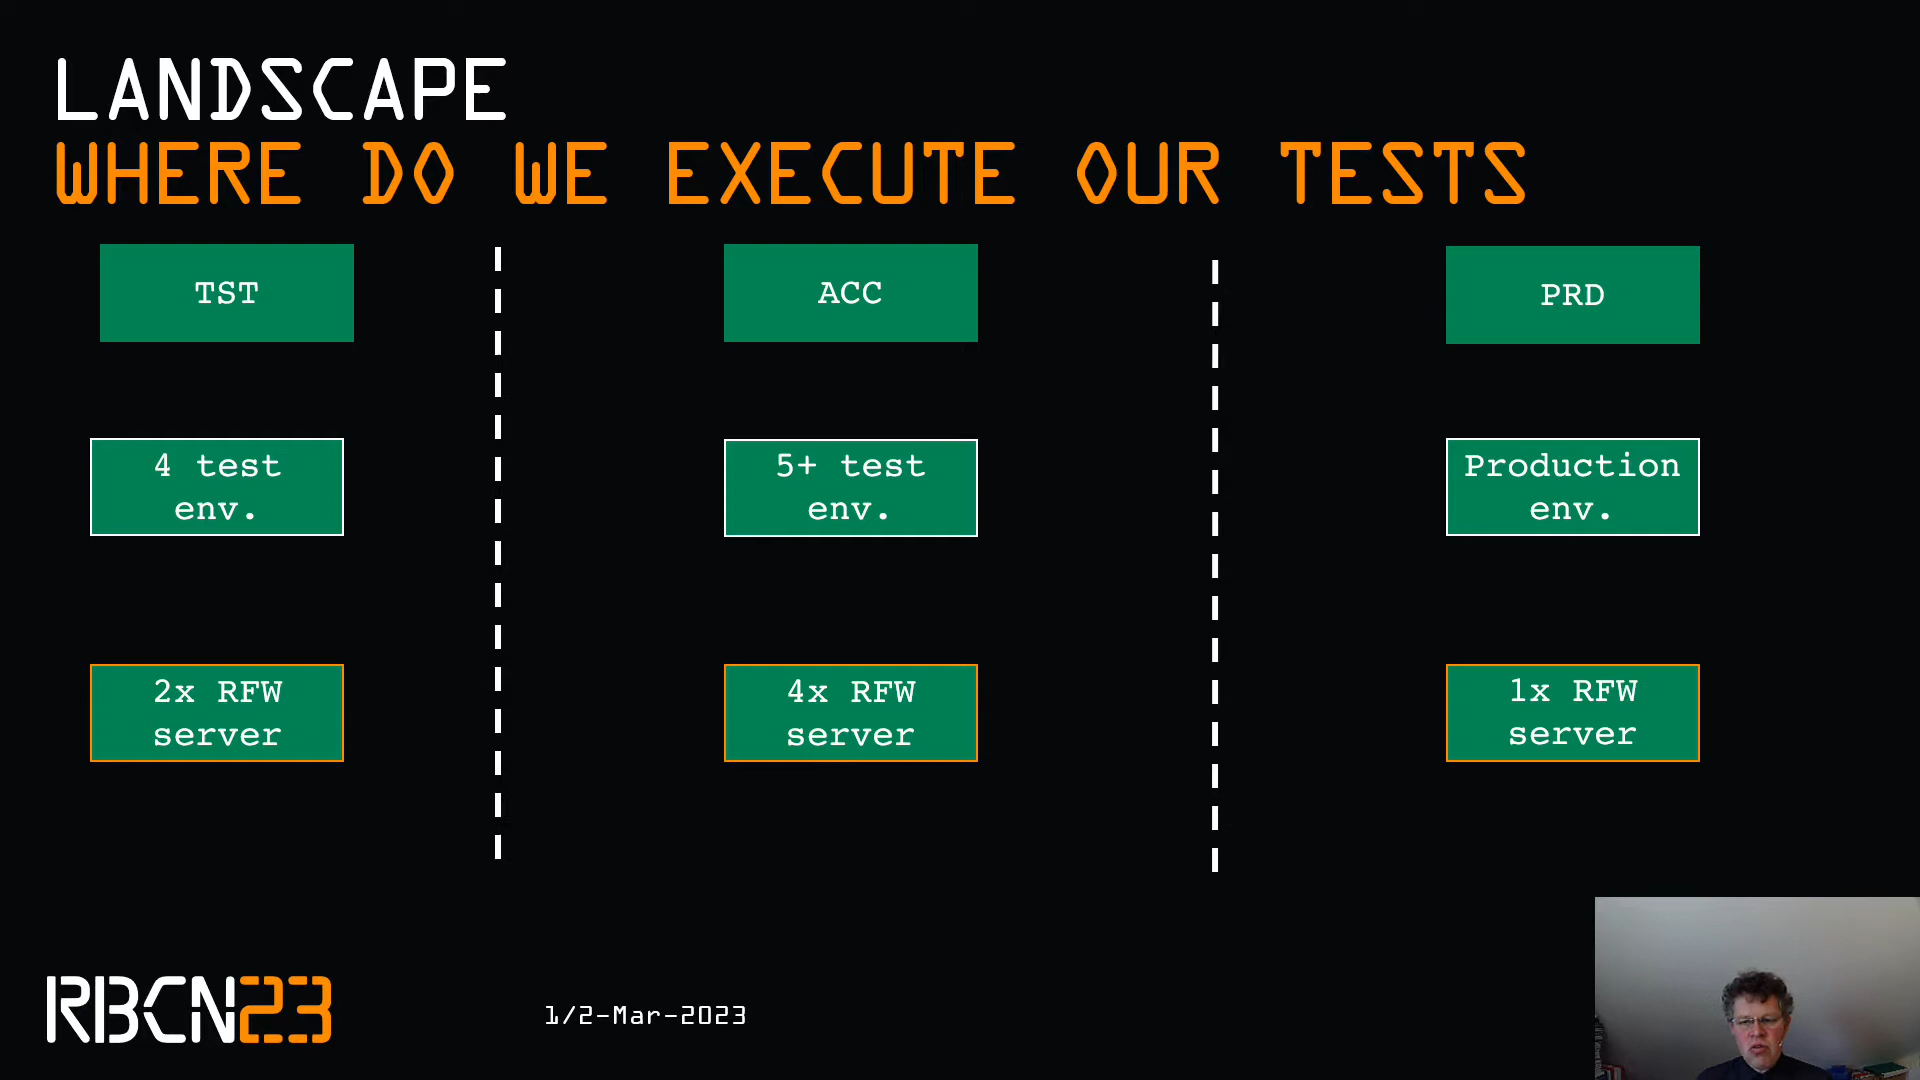 LANDSCAPE
WHERE DO WE EXECUTE OUR TESTS
TST
ACC
PRD
4 test
env.
5+ test
env.
Production
env.
2x RFW
server
4x RFW
server
1x RFW
server
RBCN23
1/2-Mar-2023